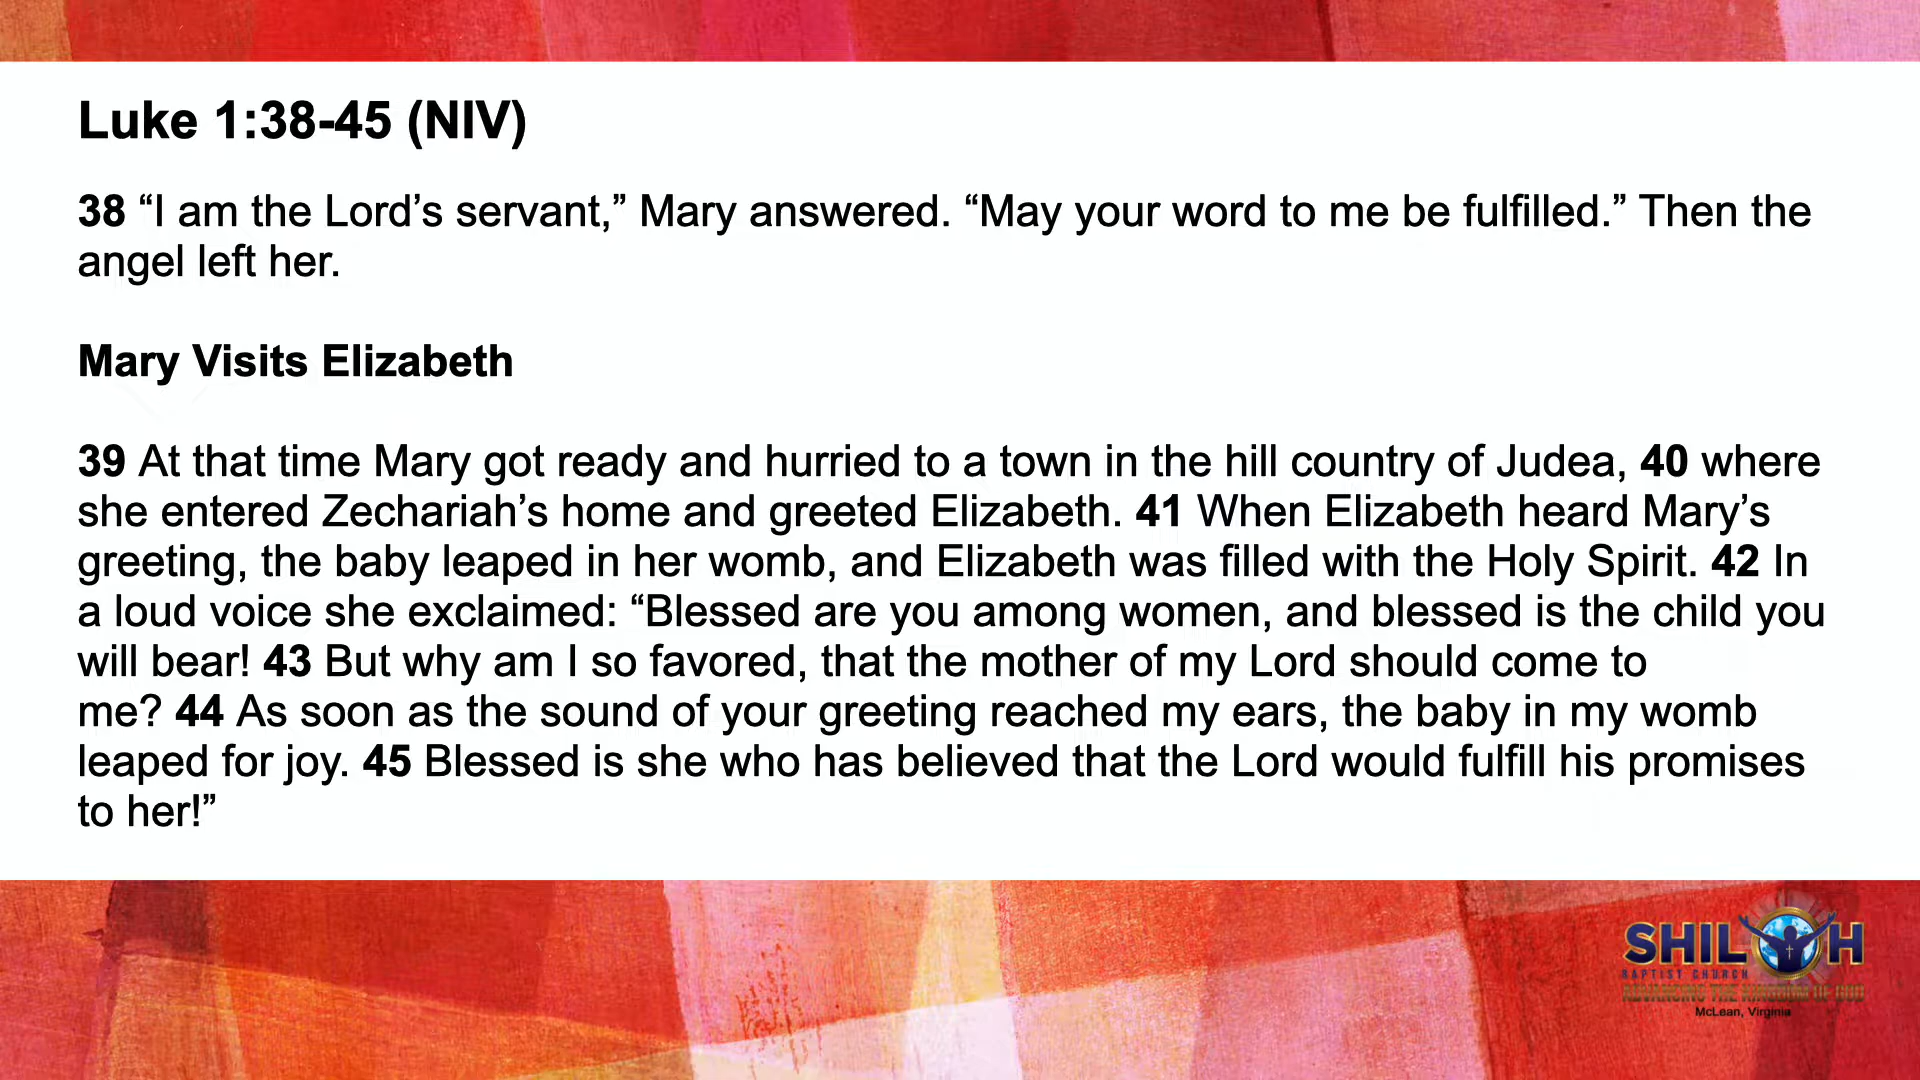 Luke 1:38-45 (NIV)
38 “I am the Lord’s servant,” Mary answered. “May your word to me be fulfilled.” Then the
angel left her.
Mary Visits Elizabeth
39 At that time Mary got ready and hurried to a town in the hill country of Judea, 40 where
she entered Zechariah’s home and greeted Elizabeth. 41 When Elizabeth heard Mary’s
greeting, the baby leaped in her womb, and Elizabeth was filled with the Holy Spirit. 42 In
a loud voice she exclaimed: “Blessed are you among women, and blessed is the child you
will bear! 43 But why am I so favored, that the mother of my Lord should come to
me? 44 As soon as the sound of your greeting reached my ears, the baby in my womb
leaped for joy. 45 Blessed is she who has believed that the Lord would fulfill his promises
to her!”
SHILOH
BAPTIST CHURCH
ADVANCING THE KINGDOM OF GOD
McLean, Virginia